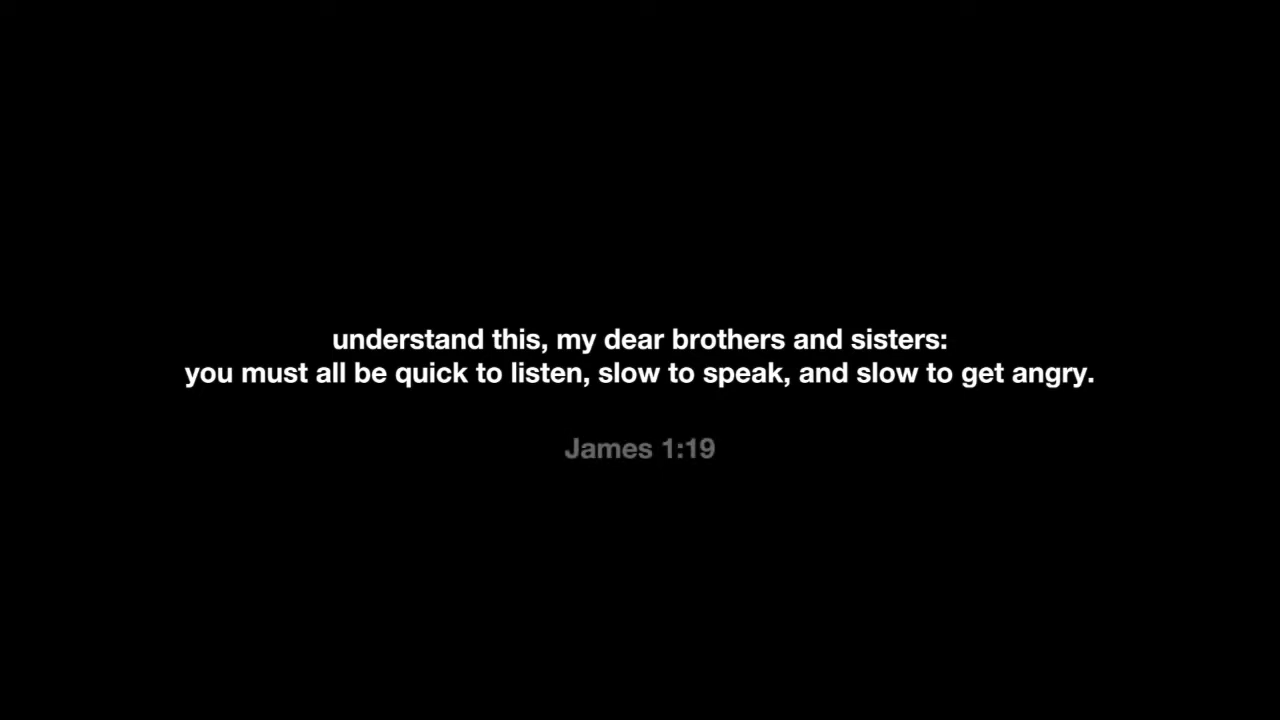 understand this, my dear brothers and sisters:
you must all be quick to listen, slow to speak, and slow to get angry.
James 1:19